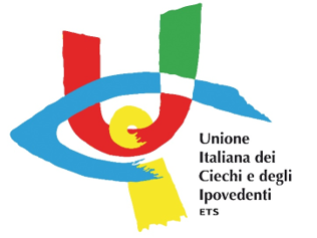 Unione
Italiana dei
Ciechi e degli
Ipovedenti
ETS